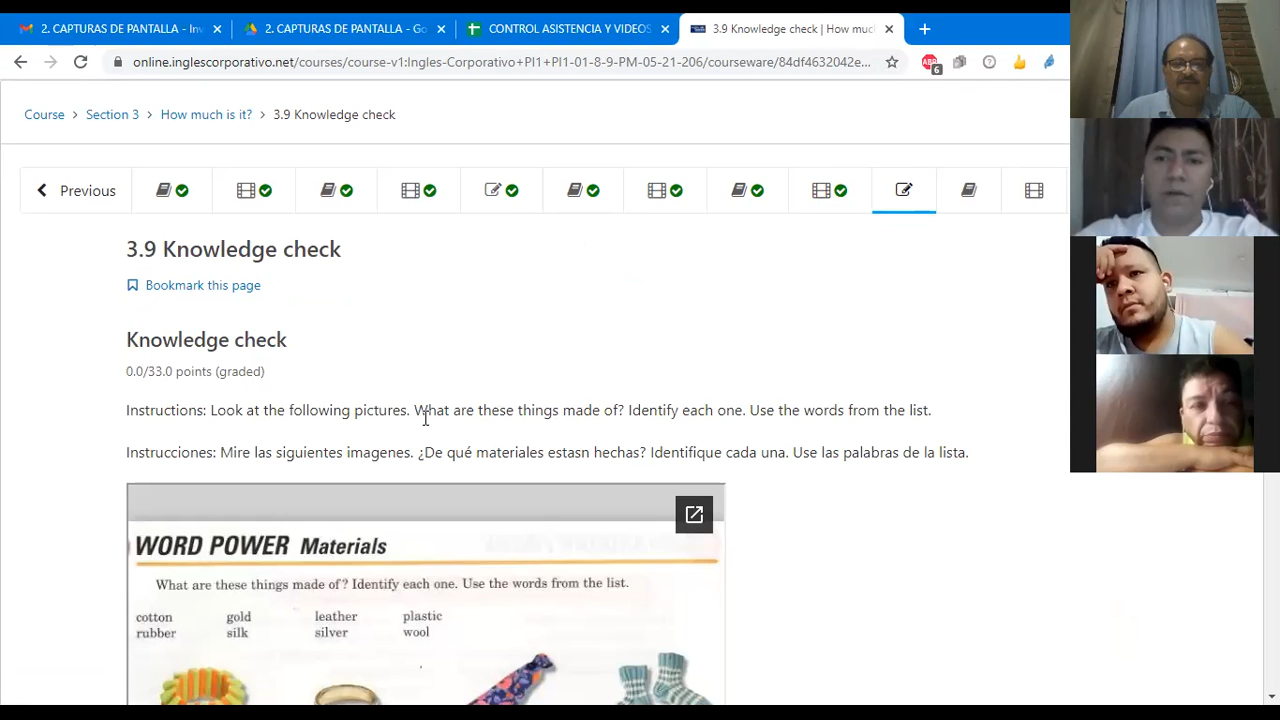 2. CAPTURAS DE PANTALLA - Inv
2. CAPTURAS DE PANTALLA - Go
CONTROL ASISTENCIA Y VIDEOS
3.9 Knowledge check | How muc
online.inglescorporativo.net/courses/course-v1:Ingles-Corporativo+PI1+PI1-01-8-9-PM-05-21-206/courseware/84df4632042e...
ABP
6
Course > Section 3 > How much is it? > 3.9 Knowledge check
Previous
3.9 Knowledge check
Bookmark this page
Knowledge check
0.0/33.0 points (graded)
Instructions: Look at the following pictures. What are these things made of? Identify each one. Use the words from the list.
Instrucciones: Mire las siguientes imagenes. ¿De qué materiales estasn hechas? Identifique cada una. Use las palabras de la lista.
WORD POWER Materials
What are these things made of? Identify each one. Use the words from the list.
cotton gold leather plastic
rubber silk silver wool